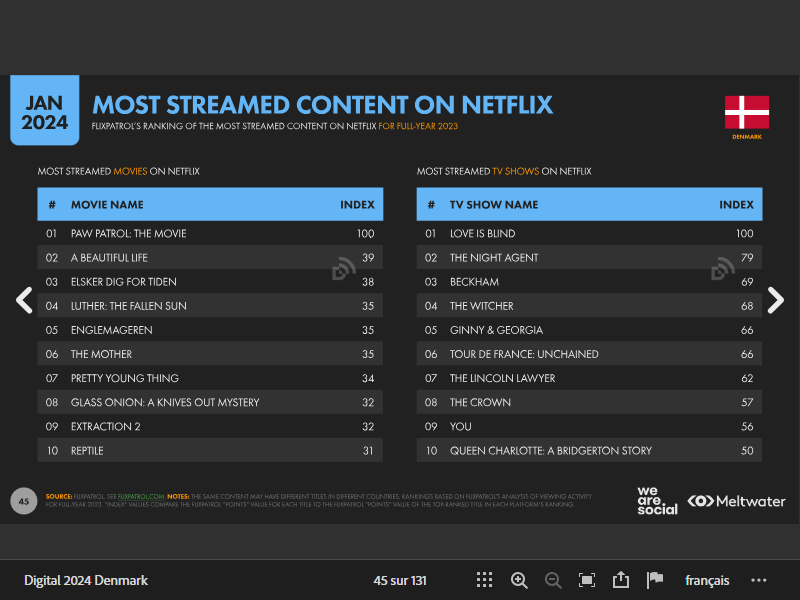 JAN
2024
MOST STREAMED CONTENT ON NETFLIX
FLIXPATROL'S RANKING OF THE MOST STREAMED CONTENT ON NETFLIX FOR FULL-YEAR 2023
DENMARK
MOST STREAMED MOVIES ON NETFLIX
# MOVIE NAME INDEX
01 PAW PATROL: THE MOVIE 100
02 A BEAUTIFUL LIFE 39
03 ELSKER DIG FOR TIDEN 38
04 LUTHER: THE FALLEN SUN 35
05 ENGLEMAGEREN 35
06 THE MOTHER 35
07 PRETTY YOUNG THING 34
08 GLASS ONION: A KNIVES OUT MYSTERY 32
09 EXTRACTION 2 32
10 REPTILE 31
MOST STREAMED TV SHOWS ON NETFLIX
# TV SHOW NAME INDEX
01 LOVE IS BLIND 100
02 THE NIGHT AGENT 79
03 BECKHAM 69
04 THE WITCHER 68
05 GINNY & GEORGIA 66
06 TOUR DE FRANCE: UNCHAINED 66
07 THE LINCOLN LAWYER 62
08 THE CROWN 57
09 YOU 56
10 QUEEN CHARLOTTE: A BRIDGERTON STORY 50
45
SOURCE: FLIXPATROL. SEE FLIXPATROL.COM. NOTES: THE SAME CONTENT MAY HAVE DIFFERENT TITLES IN DIFFERENT COUNTRIES. RANKINGS BASED ON FLIXPATROL'S ANALYSIS OF VIEWING ACTIVITY
FOR FULL-YEAR 2023. "INDEX" VALUES COMPARE THE FLIXPATROL "POINTS" VALUE FOR EACH TITLE TO THE FLIXPATROL "POINTS" VALUE OF THE TOP-RANKED TITLE IN EACH PLATFORM'S RANKING.
we
are.
social
Meltwater
Digital 2024 Denmark
45 sur 131
français